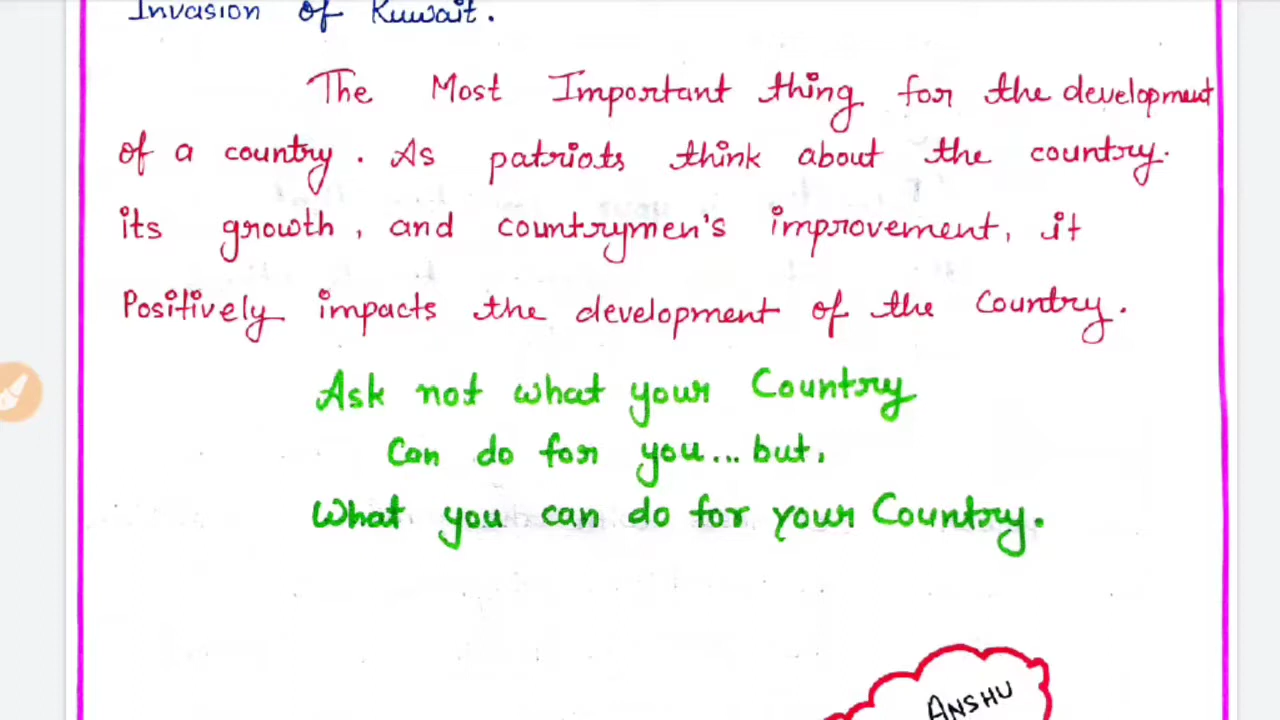 Invasion of Kuwait.
The Most Important thing for the development
of a country. As patriots think about the country.
its growth, and countrymen's improvement, it
Positively impacts the development of the Country.
Ask not what your Country
Can do for you... but,
What you can do for your Country.
ANSHU